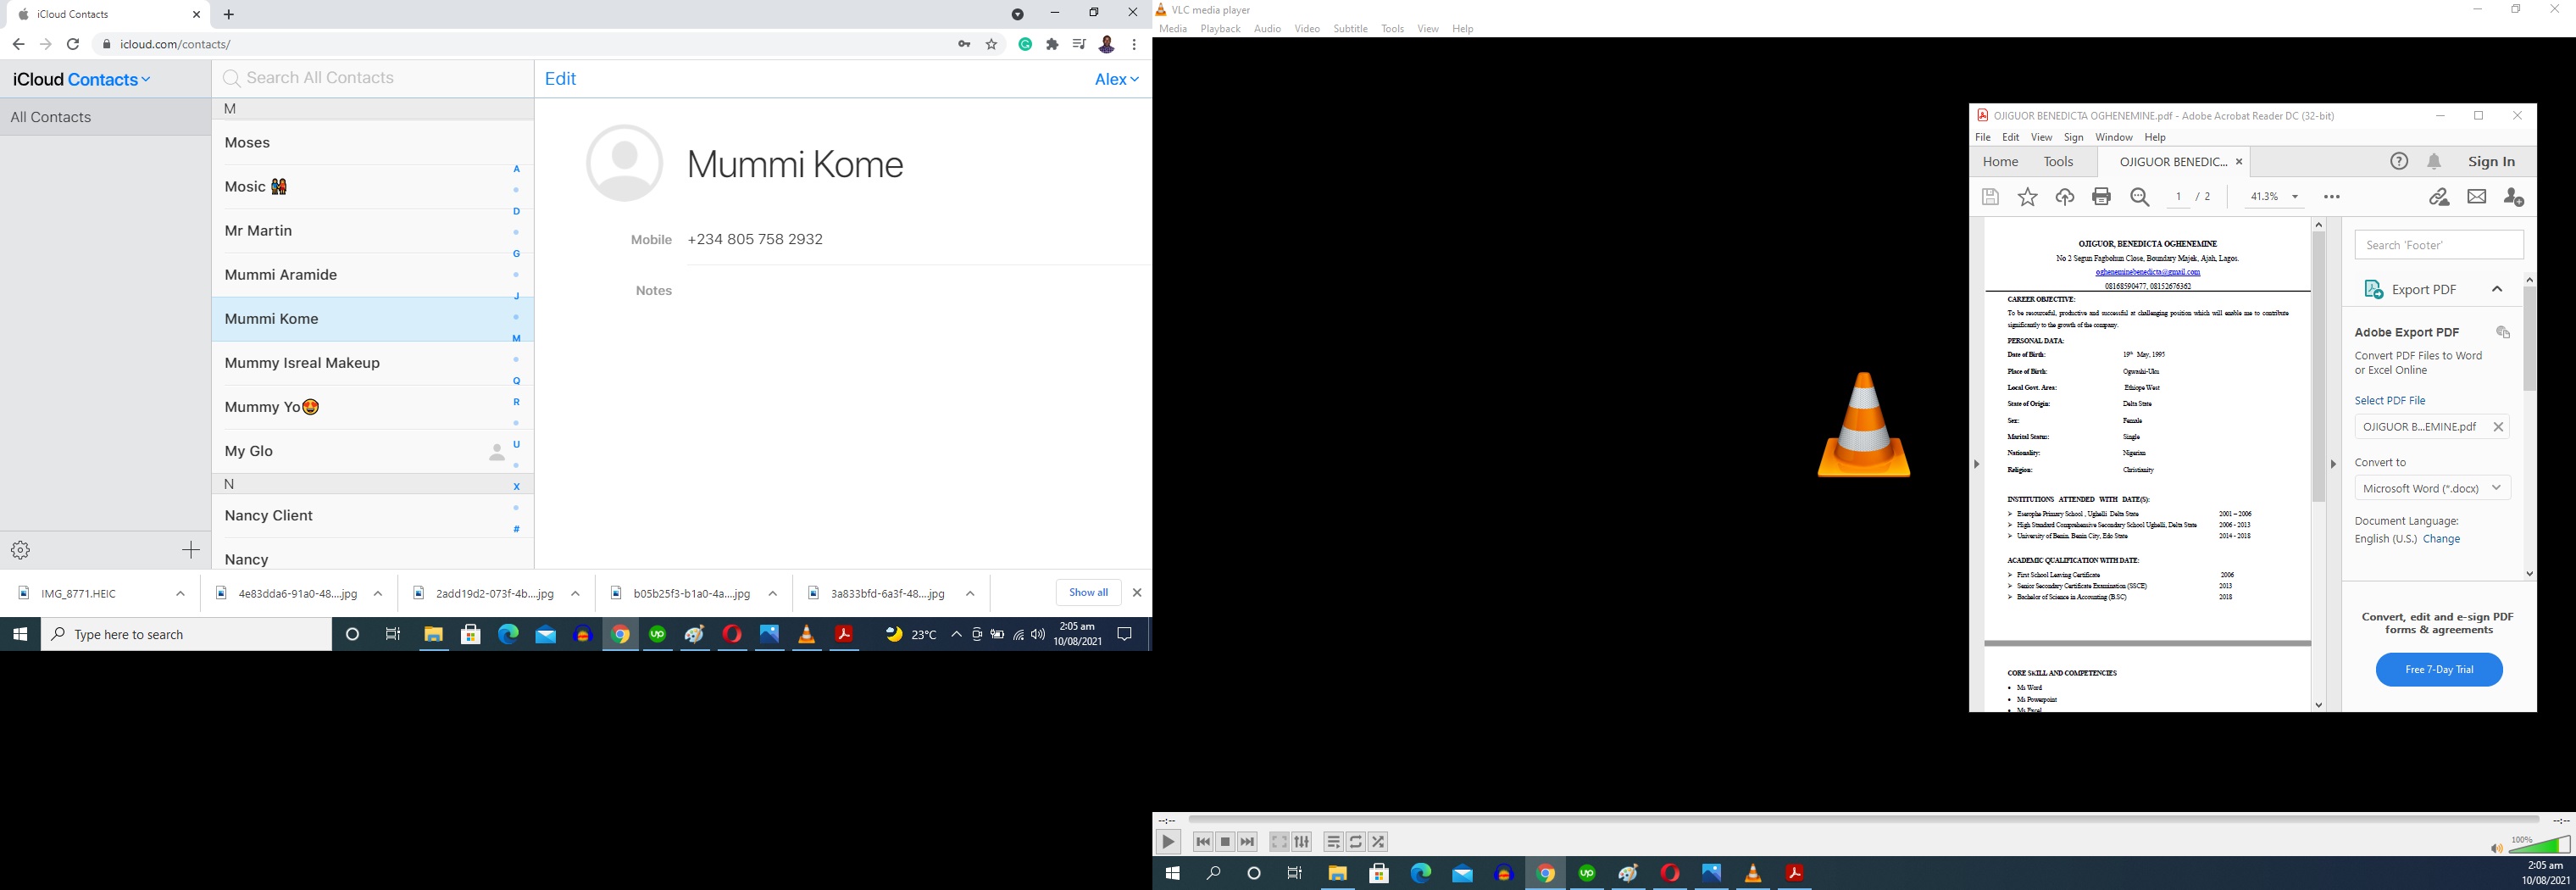 iCloud Contacts
icloud.com/contacts/
iCloud Contacts
Search All Contacts
Edit
Alex
All Contacts
M
Moses
Mosic 👫
Mr Martin
Mummi Aramide
Mummi Kome
Mummy Isreal Makeup
Mummy Yo😍
My Glo
N
Nancy Client
Nancy
A
D
G
J
M
Q
R
U
X
#
Mummi Kome
Mobile +234 805 758 2932
Notes
IMG_8771.HEIC
4e83dda6-91a0-48....jpg
2add19d2-073f-4b....jpg
b05b25f3-b1a0-4a....jpg
3a833bfd-6a3f-48....jpg
Show all
Type here to search
up
23°C
2:05 am
10/08/2021
VLC media player
Media Playback Audio Video Subtitle Tools View Help
OJIGUOR BENEDICTA OGHENEMINE.pdf - Adobe Acrobat Reader DC (32-bit)
File Edit View Sign Window Help
Home Tools OJIGUOR BENEDIC... Sign In
1 / 2 41.3%
OJIGUOR, BENEDICTA OGHENEMINE
No 2 Segun Fagbohun Close, Boundary Majek, Ajah, Lagos.
ogheneminebenedicta@gmail.com
08168590477, 08152676362
CAREER OBJECTIVE:
To be resourceful, productive and successful at challenging position which will enable me to contribute
significantly to the growth of the company.
PERSONAL DATA:
Date of Birth: 19th May, 1995
Place of Birth: Ogwashi-Uku
Local Govt. Area: Ethiope West
State of Origin: Delta State
Sex: Female
Marital Status: Single
Nationality: Nigerian
Religion: Christianity
INSTITUTIONS ATTENDED WITH DATE(S):
➢ Eserophe Primary School , Ughelli Delta State 2001 – 2006
➢ High Standard Comprehensive Secondary School Ughelli, Delta State 2006 - 2013
➢ University of Benin, Benin City, Edo State 2014 - 2018
ACADEMIC QUALIFICATION WITH DATE:
➢ First School Leaving Certificate 2006
➢ Senior Secondary Certificate Examination (SSCE) 2013
➢ Bachelor of Science in Accounting (B.SC) 2018
CORE SKILL AND COMPETENCIES
• Ms Word
• Ms Powerpoint
• Ms Excel
Search 'Footer'
Export PDF
Adobe Export PDF
Convert PDF Files to Word
or Excel Online
Select PDF File
OJIGUOR B...EMINE.pdf
Convert to
Microsoft Word (*.docx)
Document Language:
English (U.S.) Change
Convert, edit and e-sign PDF
forms & agreements
Free 7-Day Trial
--:-- --:--
100%
up
2:05 am
10/08/2021